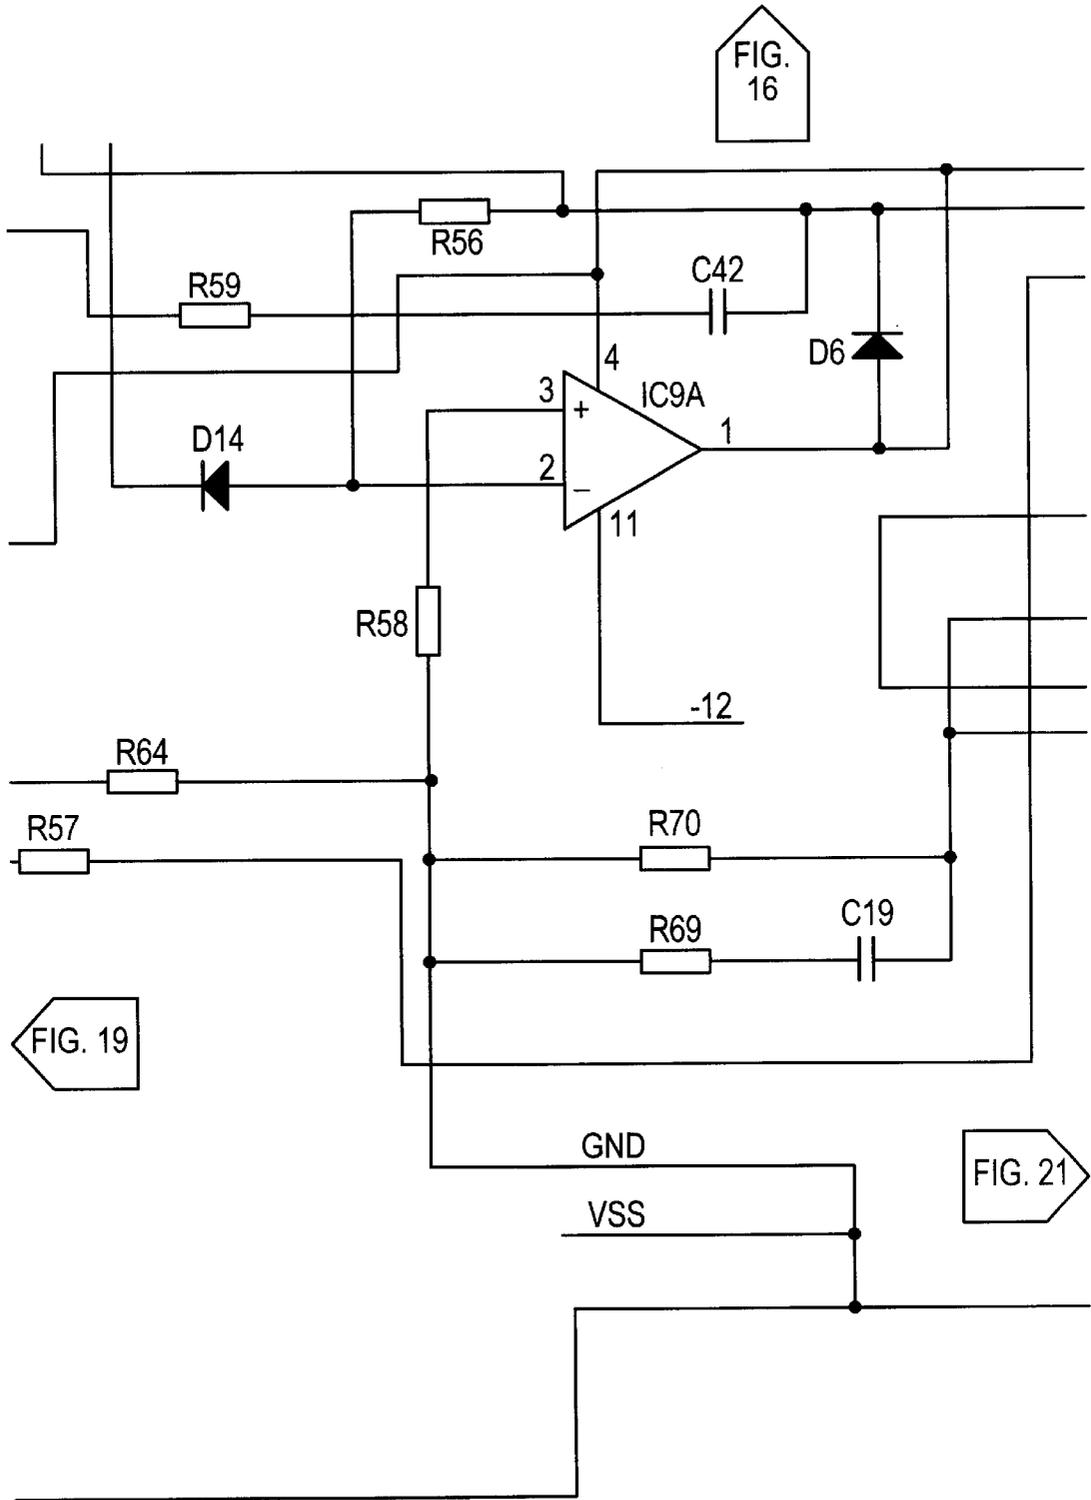 FIG.
16
R56
C42
R59
D6
4
IC9A
3
+
1
D14
2
−
11
R58
-12
R64
R57
R70
C19
R69
FIG. 19
GND
FIG. 21
VSS